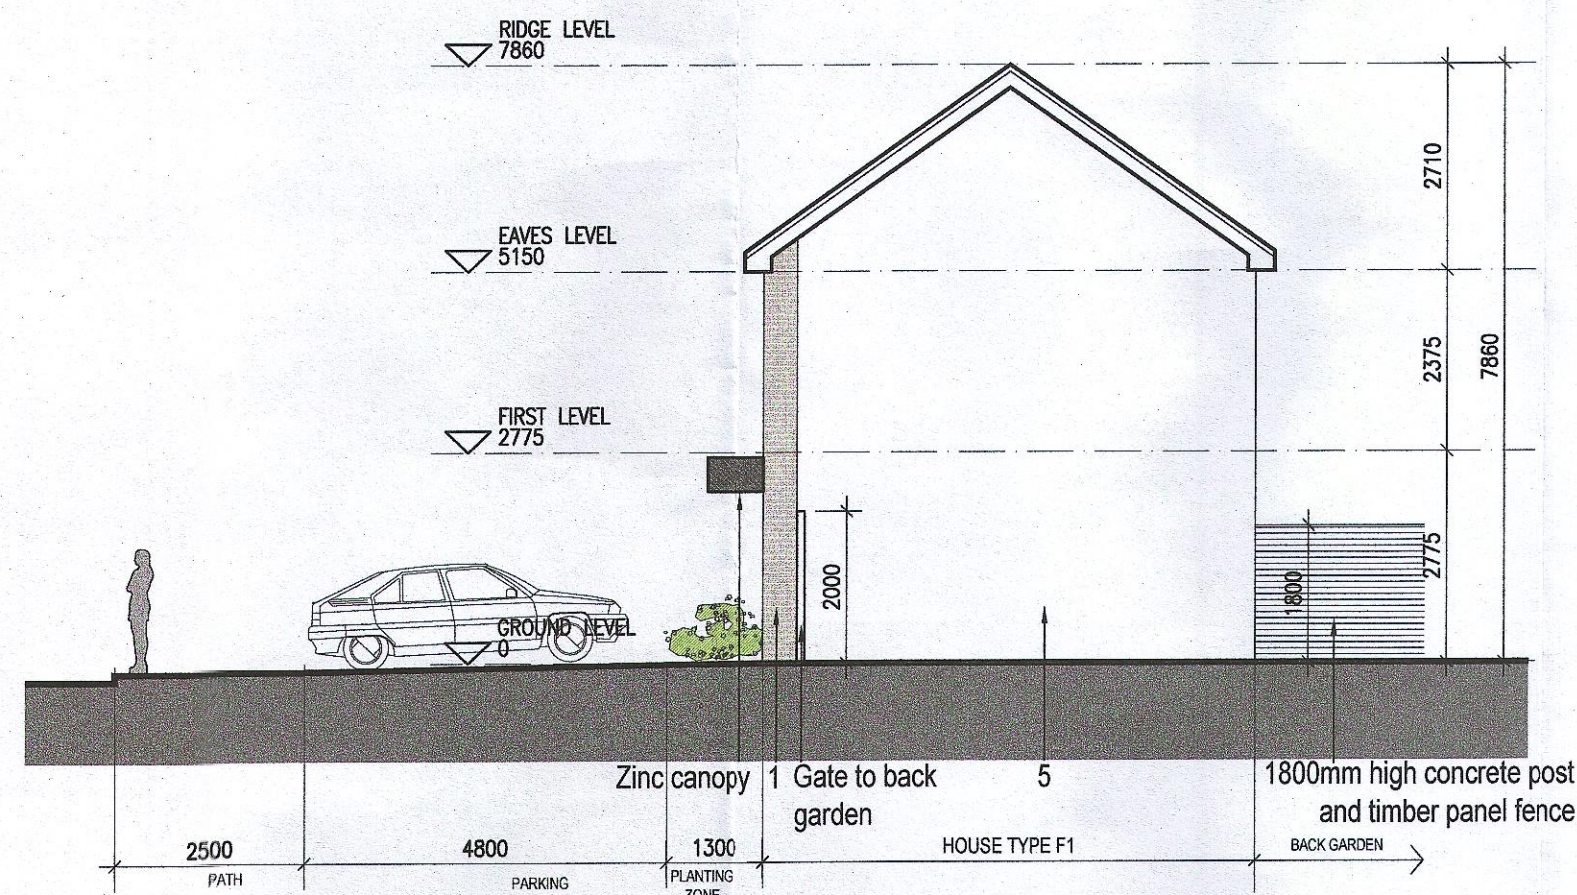 RIDGE LEVEL
7860
EAVES LEVEL
5150
FIRST LEVEL
2775
GROUND LEVEL
0
2710
2375
7860
2775
2000
1800
Zinc canopy
1
Gate to back
garden
5
1800mm high concrete post
and timber panel fence
2500
PATH
4800
PARKING
1300
PLANTING
ZONE
HOUSE TYPE F1
BACK GARDEN